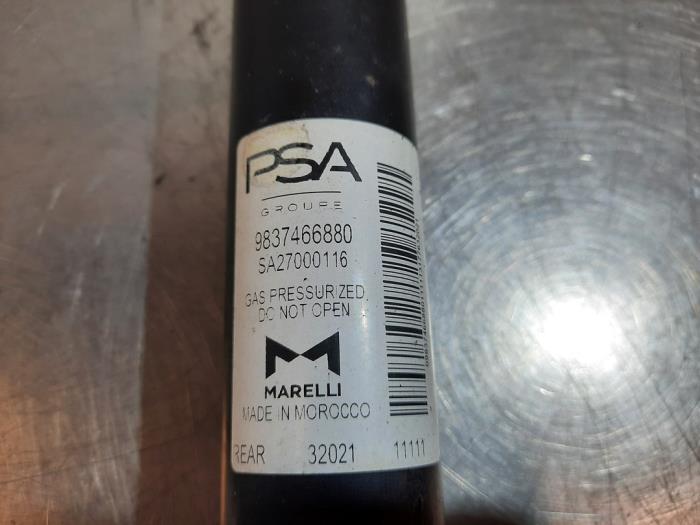 PSA
GROUPE
9837466880
SA27000116
GAS PRESSURIZED
DO NOT OPEN
MARELLI
MADE IN MOROCCO
REAR 32021 11111